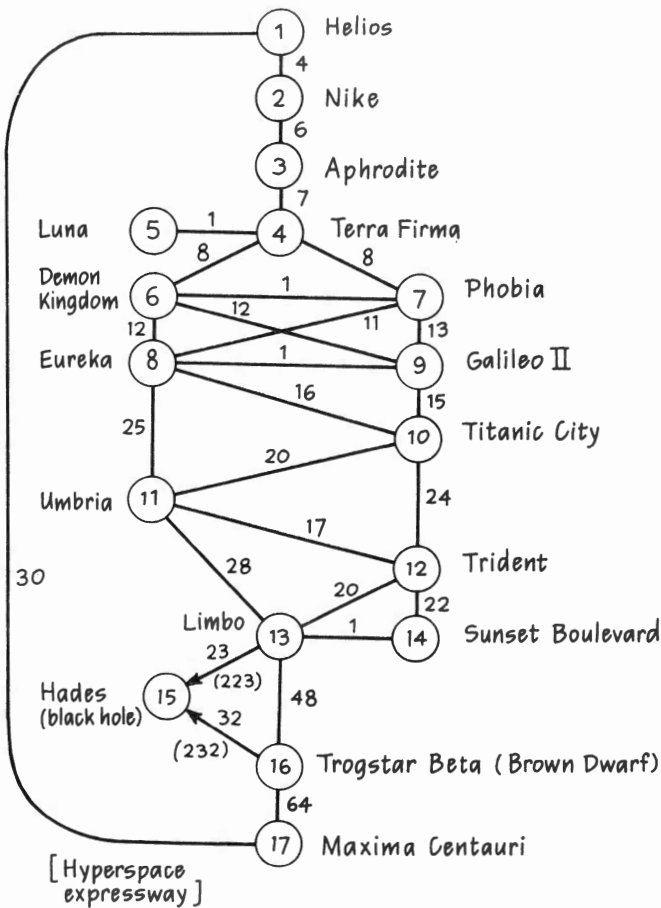 1 Helios
4
2 Nike
6
3 Aphrodite
7
Luna 5 1 4 Terra Firma
8 8
Demon
Kingdom 6 1 7 Phobia
12 12 11 13
Eureka 8 1 9 Galileo II
16 15
25 10 Titanic City
20
Umbria 11 24
17
12 Trident
30 28 20 22
Limbo 13 1 14 Sunset Boulevard
23
(223)
Hades
(black hole) 15 48
32
(232) 16 Trogstar Beta (Brown Dwarf)
64
17 Maxima Centauri
[Hyperspace
expressway]